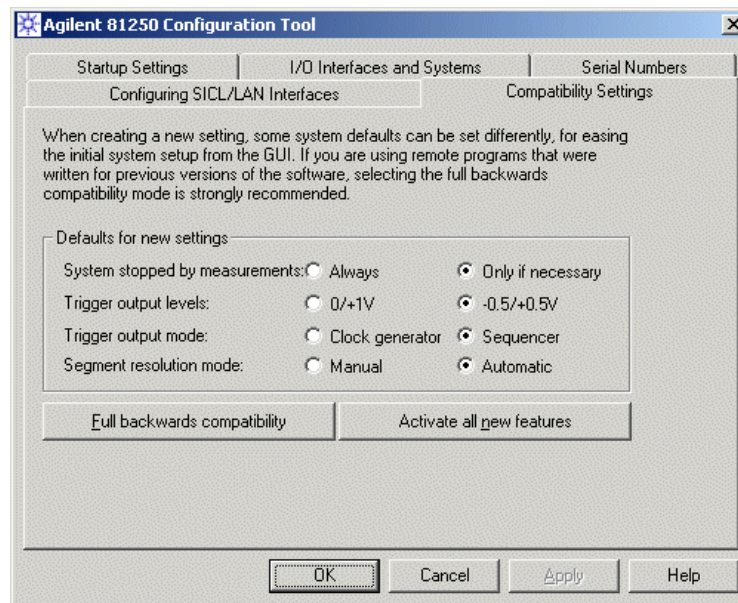 Agilent 81250 Configuration Tool
Startup Settings
I/O Interfaces and Systems
Serial Numbers
Configuring SICL/LAN Interfaces
Compatibility Settings
When creating a new setting, some system defaults can be set differently, for easing
the initial system setup from the GUI. If you are using remote programs that were
written for previous versions of the software, selecting the full backwards
compatibility mode is strongly recommended.
Defaults for new settings
System stopped by measurements: Always Only if necessary
Trigger output levels: 0/+1V -0.5/+0.5V
Trigger output mode: Clock generator Sequencer
Segment resolution mode: Manual Automatic
Full backwards compatibility
Activate all new features
OK Cancel Apply Help